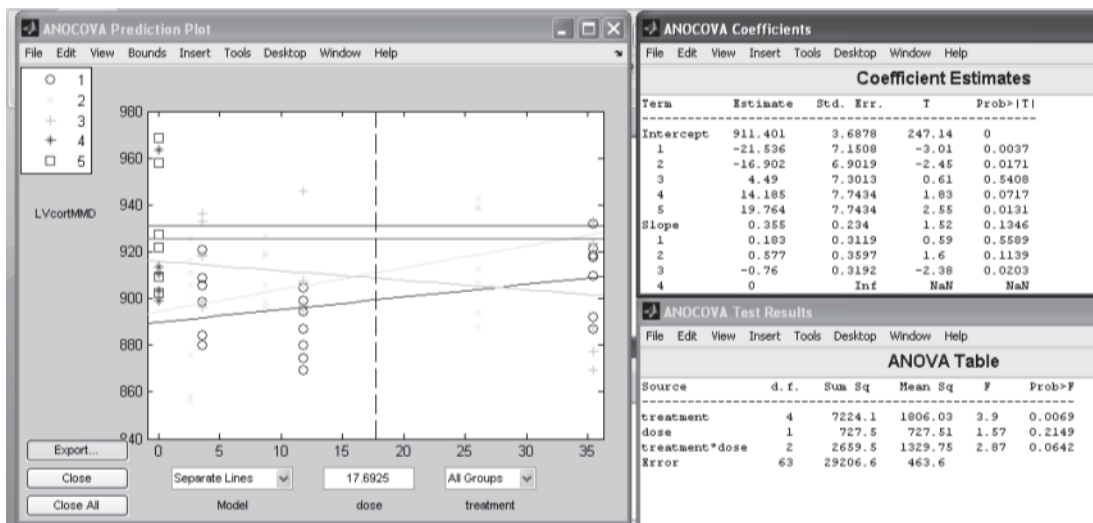 ANOCOVA Prediction Plot
File Edit View Bounds Insert Tools Desktop Window Help
1
2
3
4
5
LVcortMMD
980
960
940
920
900
880
860
840
0 5 10 15 20 25 30 35
Export...
Close
Close All
Separate Lines
17.6925
All Groups
Model
dose
treatment
ANOCOVA Coefficients
File Edit View Insert Tools Desktop Window Help
Coefficient Estimates
Term Estimate Std. Err. T Prob>|T|
Intercept 911.401 3.6878 247.14 0
1 -21.536 7.1508 -3.01 0.0037
2 -16.902 6.9019 -2.45 0.0171
3 4.49 7.3013 0.61 0.5408
4 14.185 7.7434 1.83 0.0717
5 19.764 7.7434 2.55 0.0131
Slope 0.355 0.234 1.52 0.1346
1 0.183 0.3119 0.59 0.5589
2 0.577 0.3597 1.6 0.1139
3 -0.76 0.3192 -2.38 0.0203
4 0 Inf NaN NaN
ANOCOVA Test Results
File Edit View Insert Tools Desktop Window Help
ANOVA Table
Source d.f. Sum Sq Mean Sq F Prob>F
treatment 4 7224.1 1806.03 3.9 0.0069
dose 1 727.5 727.51 1.57 0.2149
treatment*dose 2 2659.5 1329.75 2.87 0.0642
Error 63 29206.6 463.6